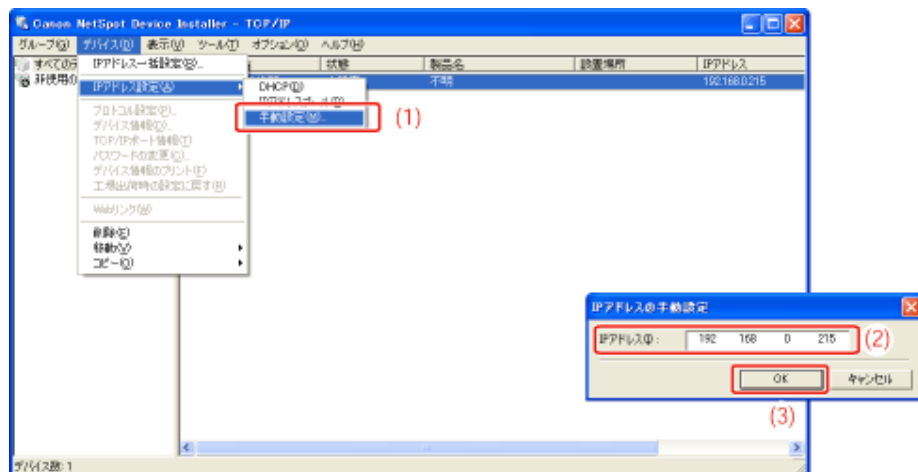 Canon NetSpot Device Installer - TCP/IP
グループ(G) デバイス(D) 表示(V) ツール(T) オプション(O) ヘルプ(H)
すべての
非使用の
状態 製品名 設置場所 IPアドレス
不明 192.168.0.215
IPアドレス一括設定(B)...
IPアドレス設定(A)
プロトコル設定(P)...
デバイス情報(D)...
TCP/IPポート情報(T)
パスワードの変更(C)...
デバイス情報のプリント(F)
工場出荷時の設定に戻す(R)
Webリンク(W)
削除(E)
移動(V)
コピー(O)
DHCP(D)
手動設定(M)...
(1)
IPアドレスの手動設定
IPアドレス(I): 192 168 0 215
(2)
OK キャンセル
(3)
デバイス数: 1